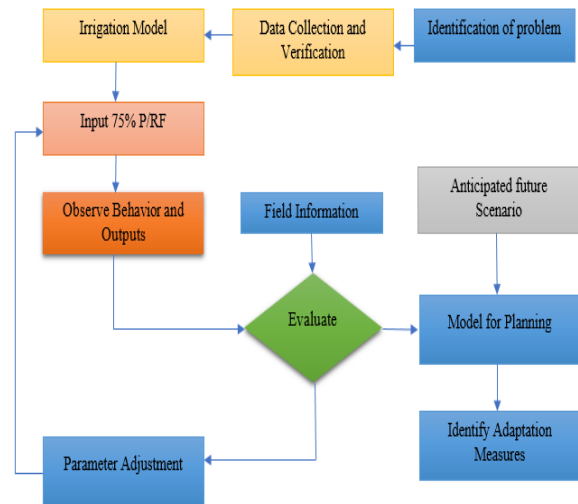 Irrigation Model
Data Collection and
Verification
Identification of problem
Input 75% P/RF
Observe Behavior and
Outputs
Field Information
Anticipated future
Scenario
Evaluate
Model for Planning
Parameter Adjustment
Identify Adaptation
Measures